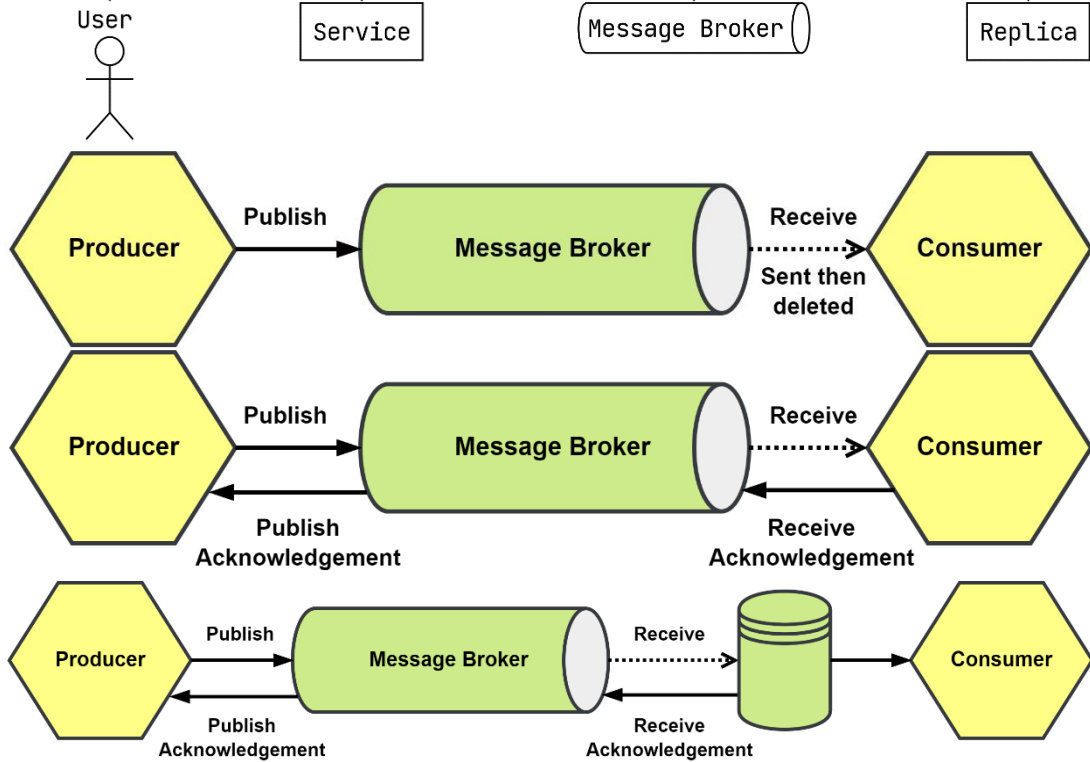 User
Service
Message Broker
Replica
Publish
Receive
Producer
Message Broker
Consumer
Sent then
deleted
Publish
Receive
Producer
Message Broker
Consumer
Publish
Acknowledgement
Receive
Acknowledgement
Publish
Receive
Producer
Message Broker
Consumer
Publish
Acknowledgement
Receive
Acknowledgement